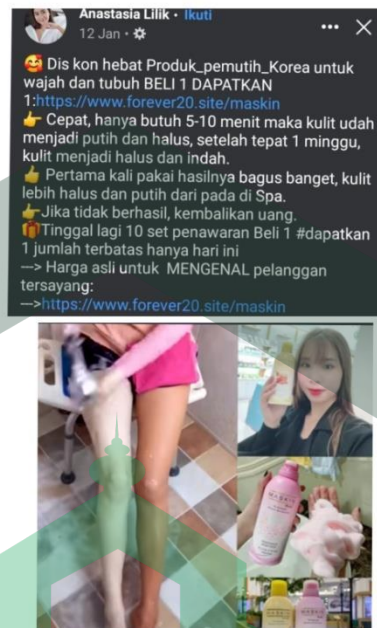 Anastasia Lilik · Ikuti
12 Jan ·
🥰 Dis kon hebat Produk_pemutih_Korea untuk
wajah dan tubuh BELI 1 DAPATKAN
1:https://www.forever20.site/maskin
👉 Cepat, hanya butuh 5-10 menit maka kulit udah
menjadi putih dan halus, setelah tepat 1 minggu,
kulit menjadi halus dan indah.
👍 Pertama kali pakai hasilnya bagus banget, kulit
lebih halus dan putih dari pada di Spa.
👉Jika tidak berhasil, kembalikan uang.
🎁Tinggal lagi 10 set penawaran Beli 1 #dapatkan
1 jumlah terbatas hanya hari ini
---> Harga asli untuk MENGENAL pelanggan
tersayang:
--->https://www.forever20.site/maskin